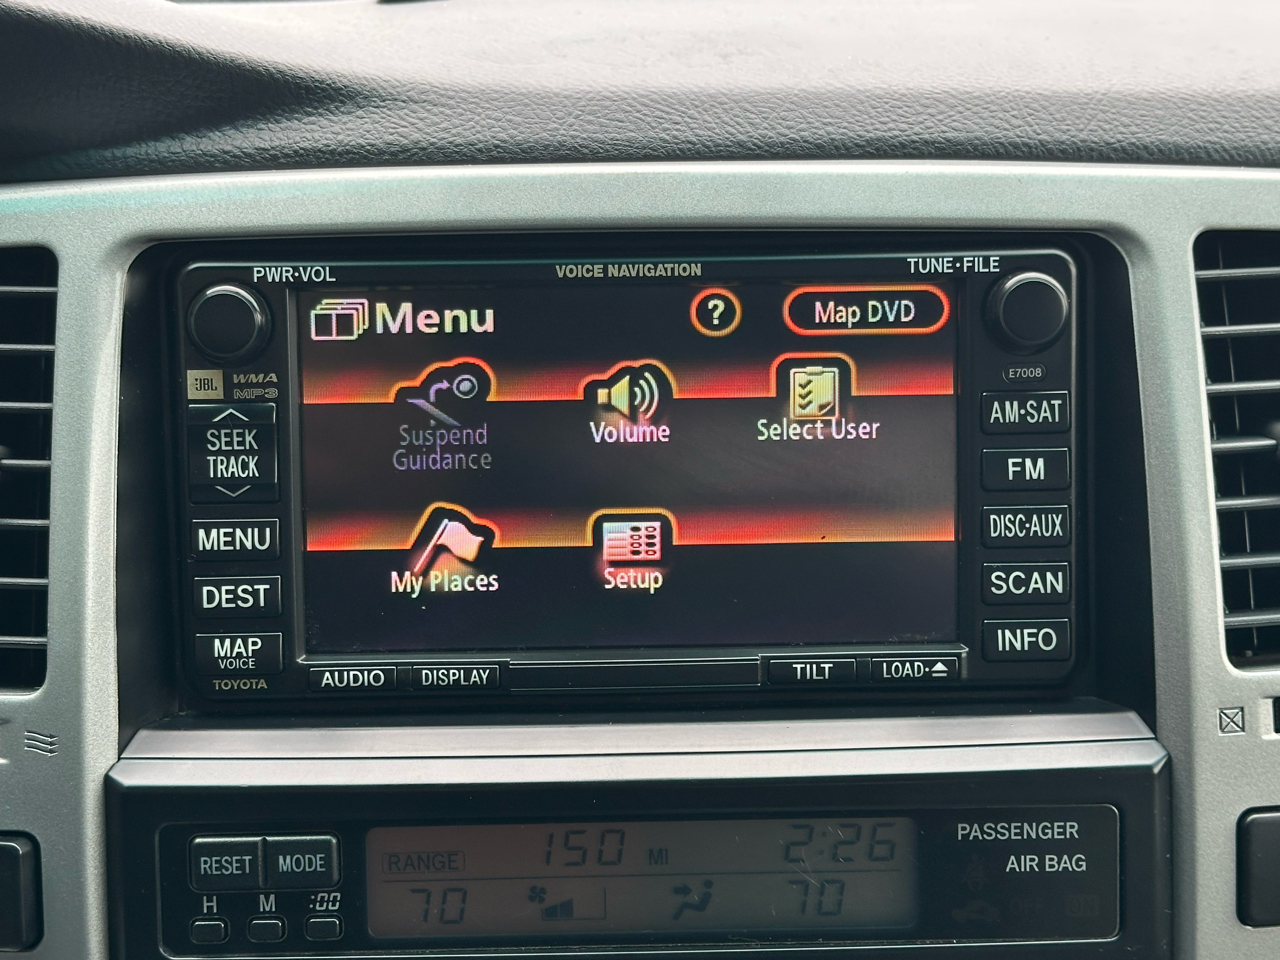 PWR·VOL
VOICE NAVIGATION
TUNE·FILE
Menu
?
Map DVD
JBL
WMA
MP3
E7008
SEEK
TRACK
AM·SAT
Suspend
Guidance
Volume
Select User
FM
MENU
DISC·AUX
My Places
Setup
DEST
SCAN
MAP
VOICE
INFO
TOYOTA
AUDIO
DISPLAY
TILT
LOAD·
RESET
MODE
H
M
:00
RANGE
150 MI
2:26
70
70
PASSENGER
AIR BAG